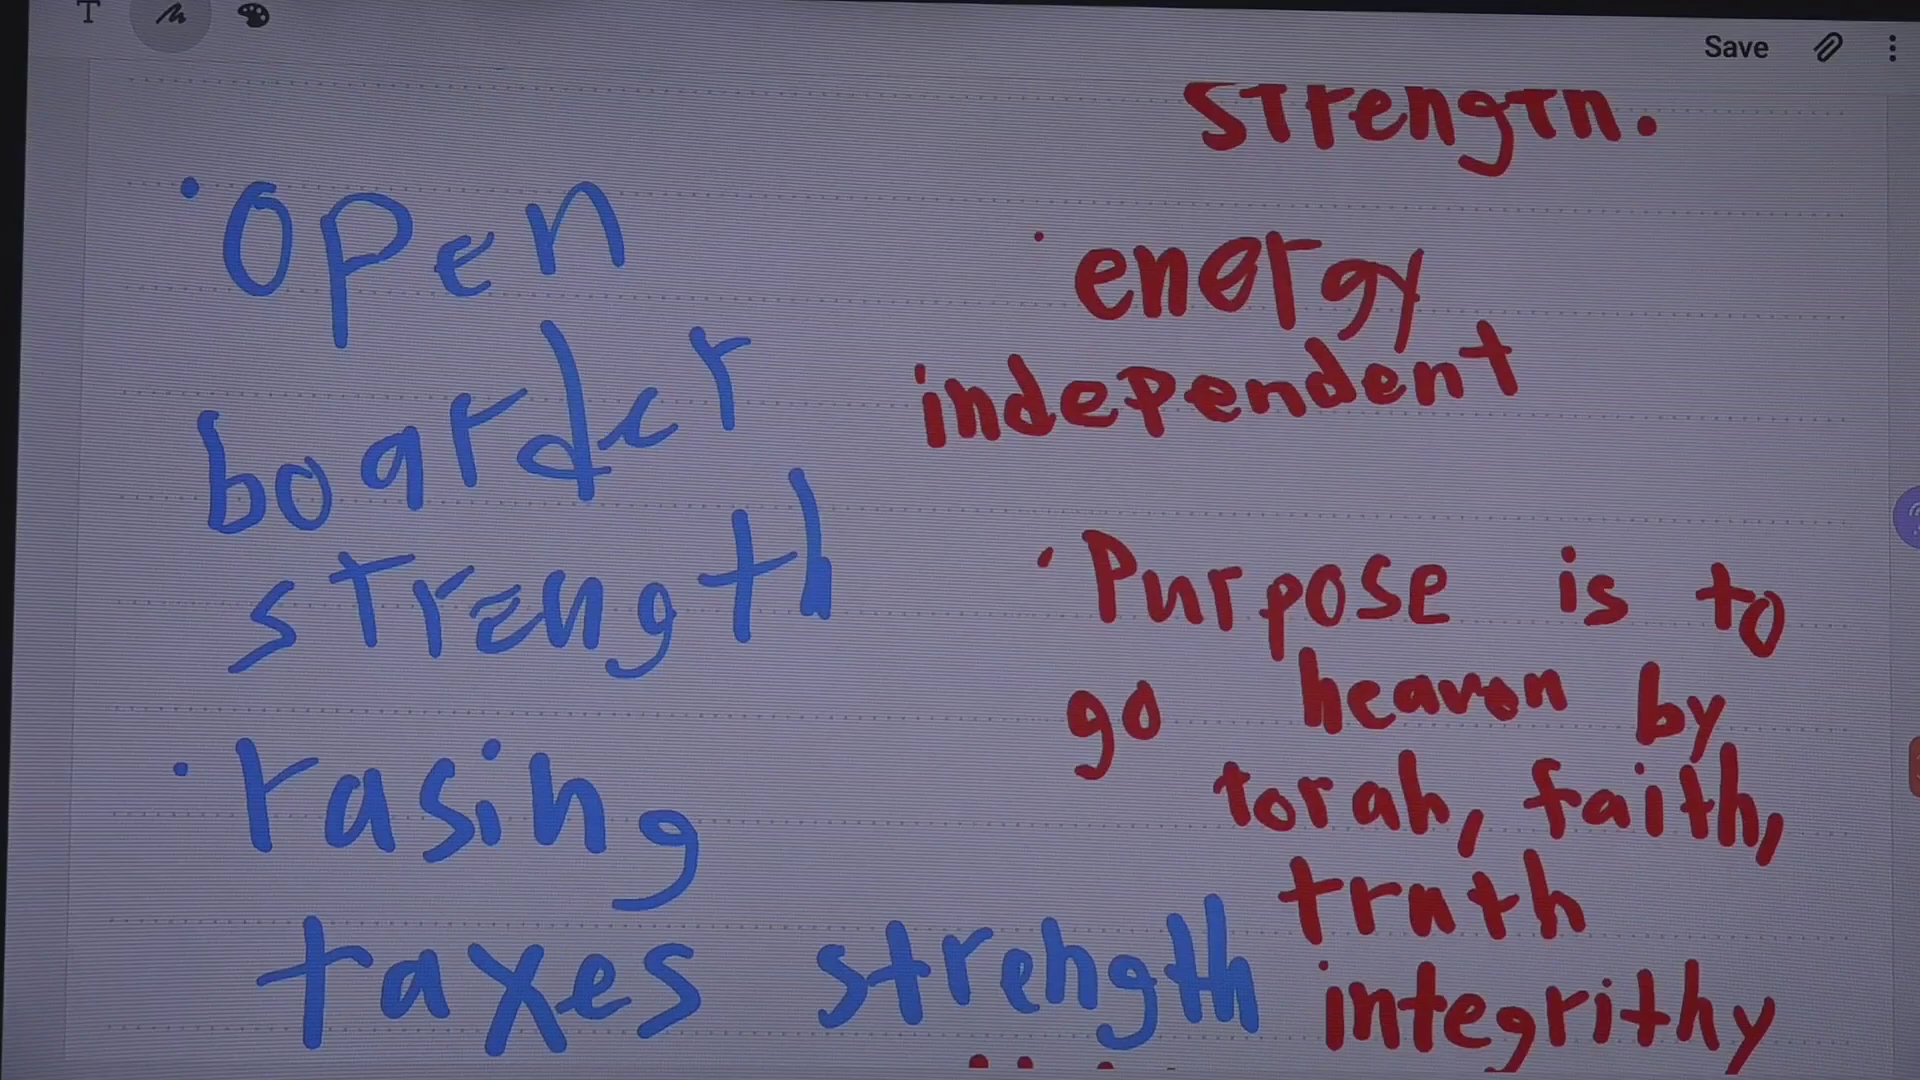 T
Save
strength.
• open
boarder
strength
• rasing
taxes strength
• energy
independent
• Purpose is to
go heaven by
torah, faith,
truth
integrithy